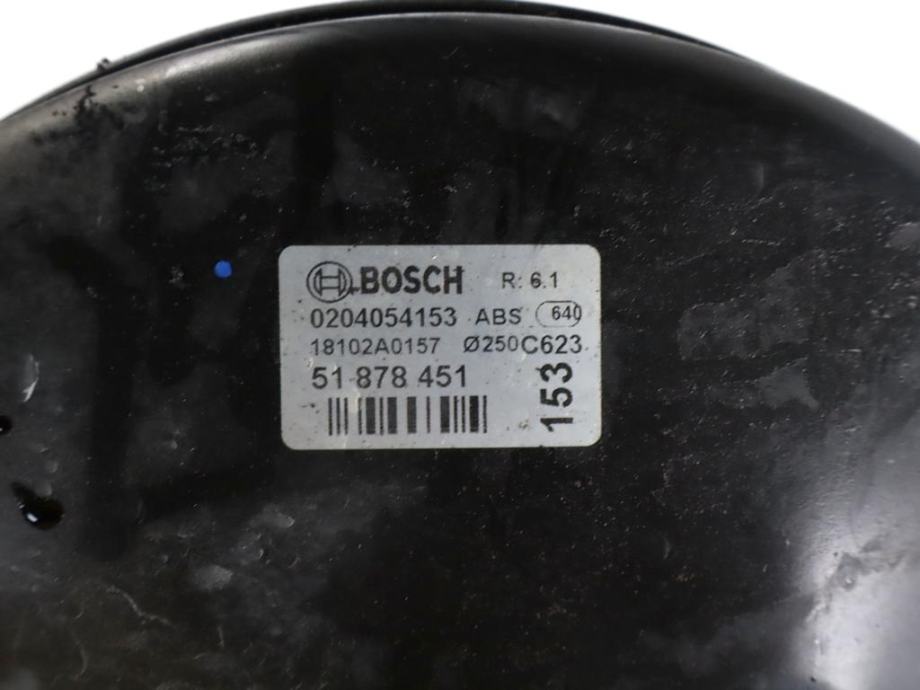 BOSCH R: 6.1
0204054153 ABS 640
18102A0157 Ø250C623
51 878 451
153